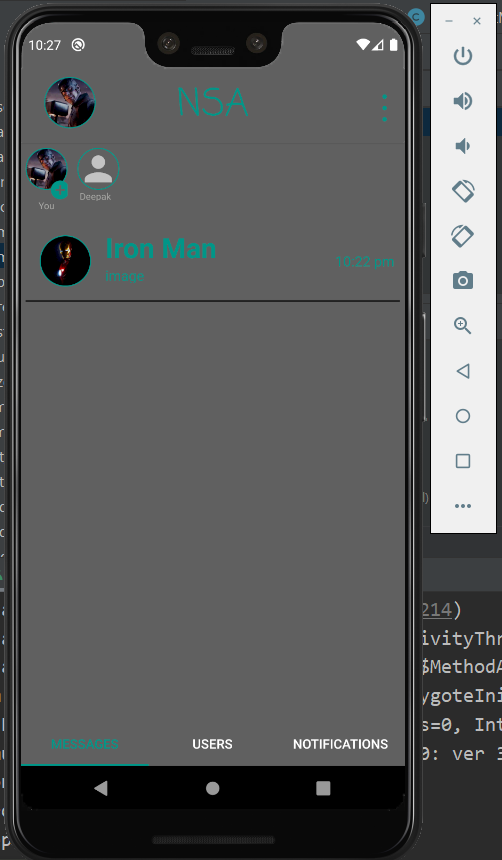 10:27
NSA
You
Deepak
Iron Man
image
10:22 pm
MESSAGES
USERS
NOTIFICATIONS
214)
ivityThr
$MethodA
ygoteIni
s=0, Int
0: ver 3